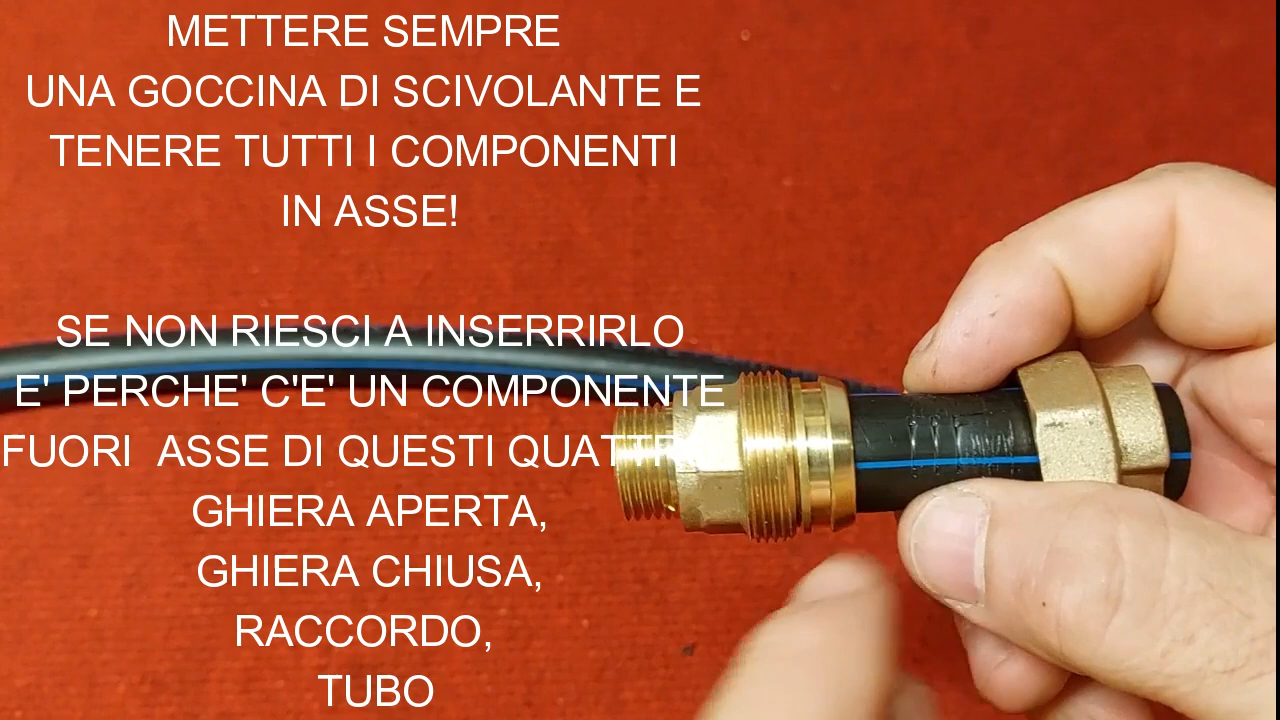 METTERE SEMPRE
UNA GOCCINA DI SCIVOLANTE E
TENERE TUTTI I COMPONENTI
IN ASSE!
SE NON RIESCI A INSERRIRLO
E' PERCHE' C'E' UN COMPONENTE
FUORI ASSE DI QUESTI
GHIERA APERTA,
GHIERA CHIUSA,
RACCORDO,
TUBO